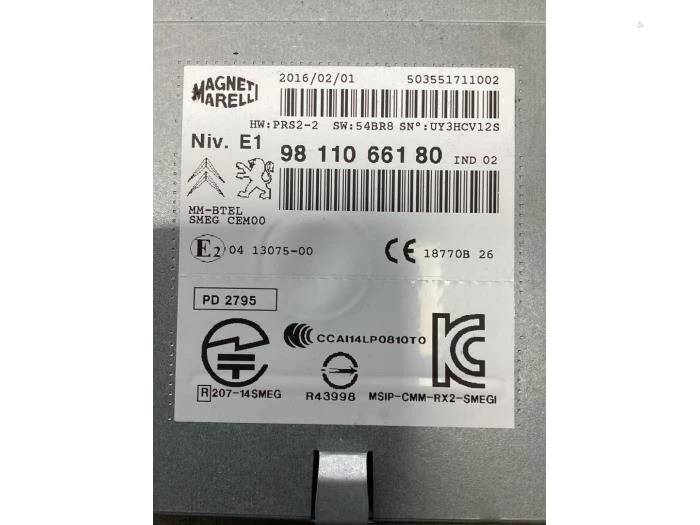 MAGNETI
MARELLI
2016/02/01 503551711002
HW:PRS2-2 SW:54BR8 SN°:UY3HCV12S
Niv. E1
98 110 661 80 IND 02
MM-BTEL
SMEG CEM00
E2 04 13075-00
CE 18770B 26
PD 2795
CCAI14LP0810T0
KC
R 207-14SMEG
R43998
MSIP-CMM-RX2-SMEGI